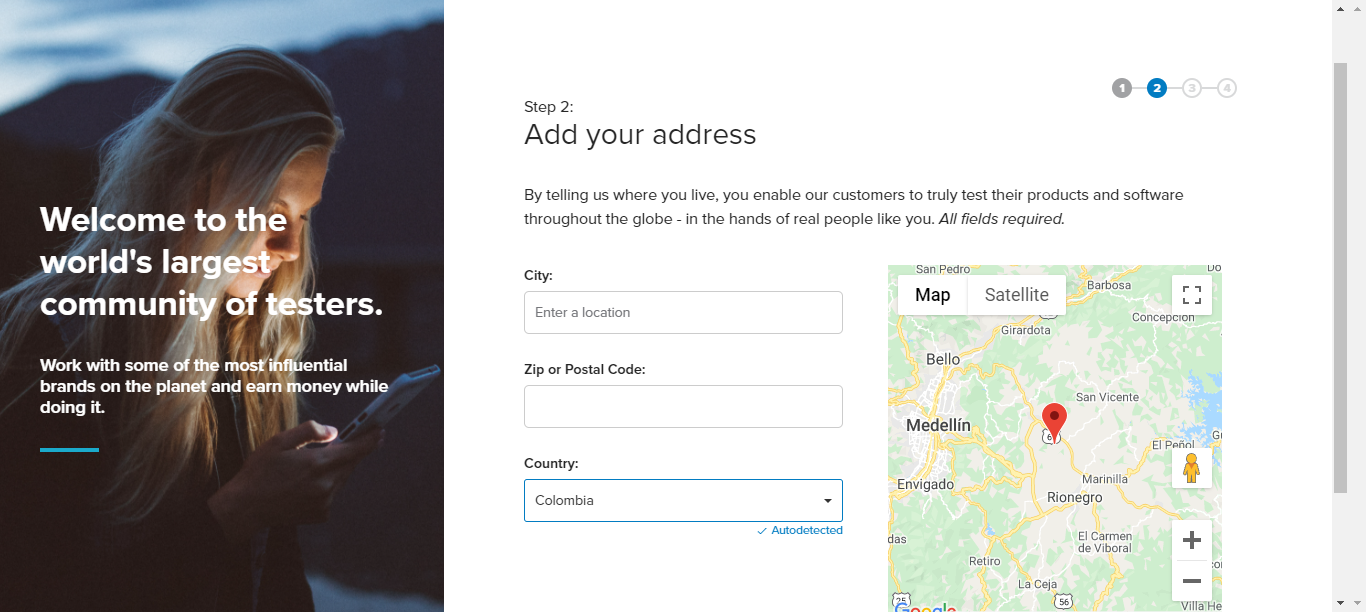 Welcome to the
world's largest
community of testers.
Work with some of the most influential
brands on the planet and earn money while
doing it.
1 2 3 4
Step 2:
Add your address
By telling us where you live, you enable our customers to truly test their products and software
throughout the globe - in the hands of real people like you. All fields required.
City:
Enter a location
Zip or Postal Code:
Country:
Colombia
Autodetected
San Pedro
Do
Map
Satellite
Barbosa
Concepción
Girardota
Bello
San Vicente
Medellín
El Peñol
Envigado
Marinilla
Rionegro
das
El Carmen
de Viboral
Retiro
La Ceja
25
56
Google
Villa He